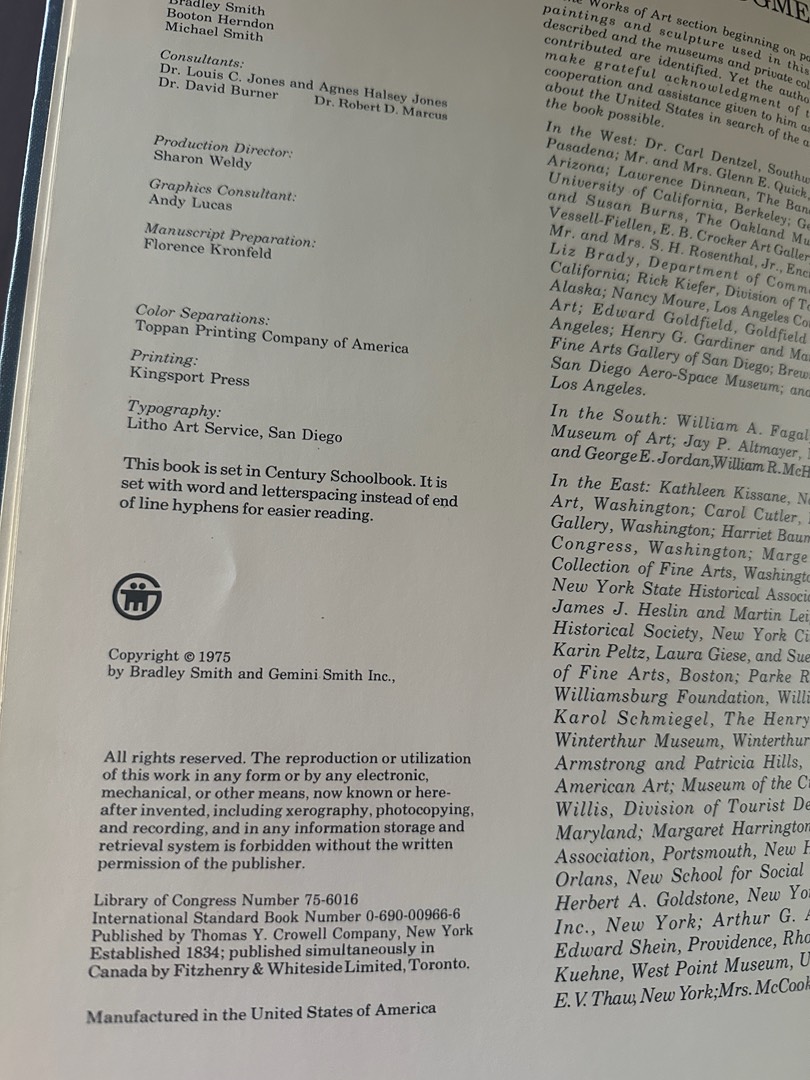 Bradley Smith
Booton Herndon
Michael Smith
Consultants:
Dr. Louis C. Jones and Agnes Halsey Jones
Dr. David Burner Dr. Robert D. Marcus
Production Director:
Sharon Weldy
Graphics Consultant:
Andy Lucas
Manuscript Preparation:
Florence Kronfeld
Color Separations:
Toppan Printing Company of America
Printing:
Kingsport Press
Typography:
Litho Art Service, San Diego
This book is set in Century Schoolbook. It is
set with word and letterspacing instead of end
of line hyphens for easier reading.
Copyright © 1975
by Bradley Smith and Gemini Smith Inc.,
All rights reserved. The reproduction or utilization
of this work in any form or by any electronic,
mechanical, or other means, now known or here-
after invented, including xerography, photocopying,
and recording, and in any information storage and
retrieval system is forbidden without the written
permission of the publisher.
Library of Congress Number 75-6016
International Standard Book Number 0-690-00966-6
Published by Thomas Y. Crowell Company, New York
Established 1834; published simultaneously in
Canada by Fitzhenry & Whiteside Limited, Toronto.
Manufactured in the United States of America
Works of Art section beginning on
paintings and sculpture used in this
described and the museums and private
contributed are identified. Yet the
make grateful acknowledgment of
cooperation and assistance given to him
about the United States in search of the
the book possible.
In the West: Dr. Carl Dentzel,
Pasadena; Mr. and Mrs. Glenn E. Quick,
Arizona; Lawrence Dinnean, The
University of California, Berkeley;
and Susan Burns, The Oakland
Vessell-Fiellen, E. B. Crocker Art
Mr. and Mrs. S. H. Rosenthal, Jr.,
Liz Brady, Department of
California; Rick Kiefer, Division of
Alaska; Nancy Moure, Los Angeles
Art; Edward Goldfield, Goldfield
Angeles; Henry G. Gardiner and
Fine Arts Gallery of San Diego;
San Diego Aero-Space Museum; and
Los Angeles.
In the South: William A.
Museum of Art; Jay P. Altmayer,
and George E. Jordan, William R.
In the East: Kathleen Kissane,
Art, Washington; Carol Cutler,
Gallery, Washington; Harriet
Congress, Washington; Marge
Collection of Fine Arts,
New York State Historical
James J. Heslin and Martin
Historical Society, New York
Karin Peltz, Laura Giese, and Sue
of Fine Arts, Boston; Parke
Williamsburg Foundation,
Karol Schmiegel, The Henry
Winterthur Museum, Winterthur
Armstrong and Patricia Hills,
American Art; Museum of the
Willis, Division of Tourist
Maryland; Margaret Harrington
Association, Portsmouth, New
Orlans, New School for Social
Herbert A. Goldstone, New
Inc., New York; Arthur G.
Edward Shein, Providence,
Kuehne, West Point Museum,
E. V. Thaw, New York; Mrs.